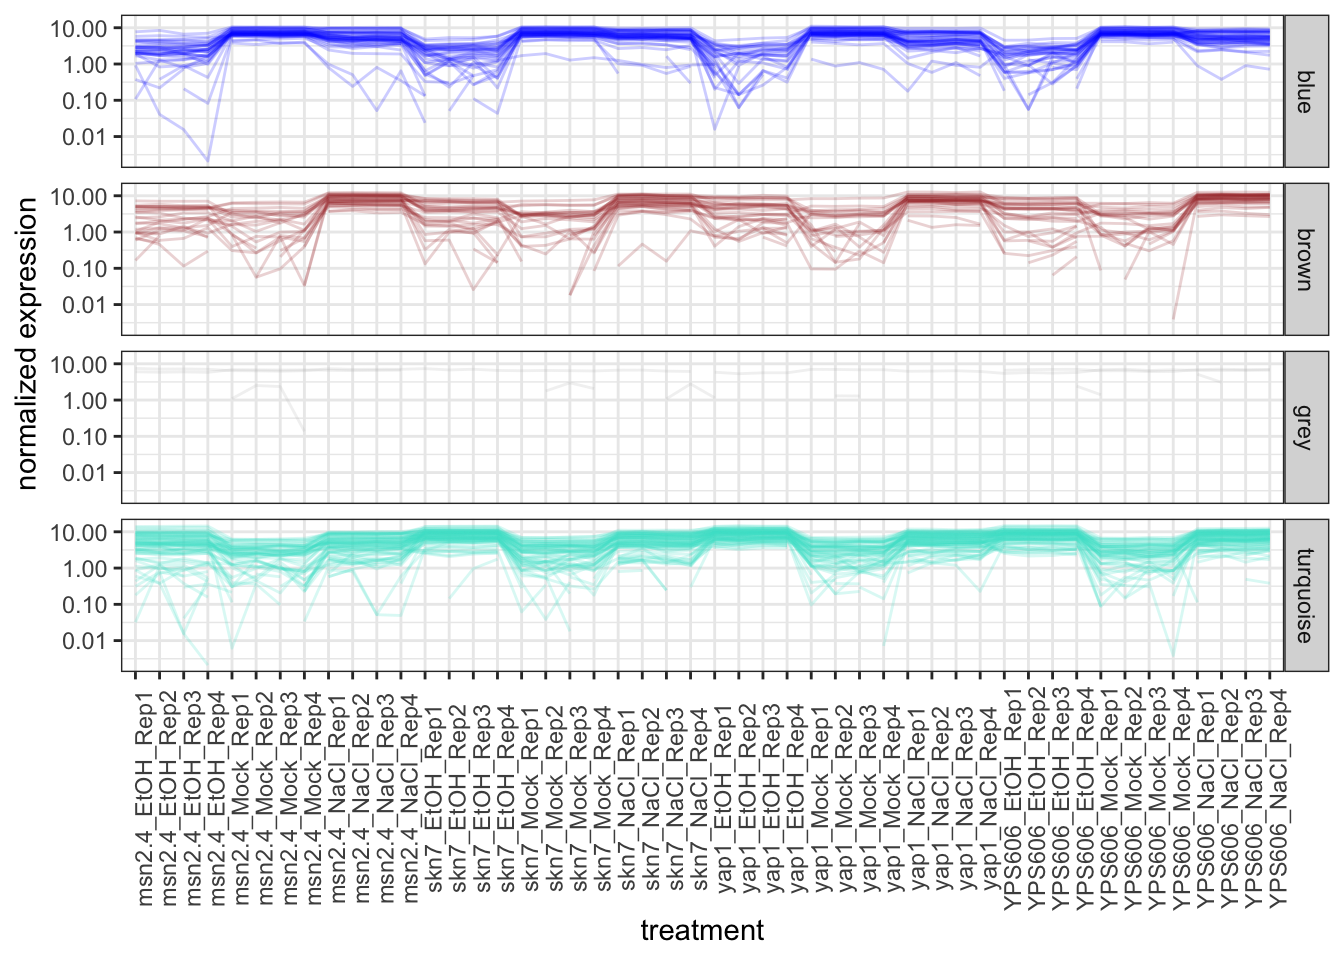 normalized expression
10.00
1.00
0.10
0.01
blue
10.00
1.00
0.10
0.01
brown
10.00
1.00
0.10
0.01
grey
10.00
1.00
0.10
0.01
turquoise
msn2.4_EtOH_Rep1
msn2.4_EtOH_Rep2
msn2.4_EtOH_Rep3
msn2.4_EtOH_Rep4
msn2.4_Mock_Rep1
msn2.4_Mock_Rep2
msn2.4_Mock_Rep3
msn2.4_Mock_Rep4
msn2.4_NaCl_Rep1
msn2.4_NaCl_Rep2
msn2.4_NaCl_Rep3
msn2.4_NaCl_Rep4
skn7_EtOH_Rep1
skn7_EtOH_Rep2
skn7_EtOH_Rep3
skn7_EtOH_Rep4
skn7_Mock_Rep1
skn7_Mock_Rep2
skn7_Mock_Rep3
skn7_Mock_Rep4
skn7_NaCl_Rep1
skn7_NaCl_Rep2
skn7_NaCl_Rep3
skn7_NaCl_Rep4
yap1_EtOH_Rep1
yap1_EtOH_Rep2
yap1_EtOH_Rep3
yap1_EtOH_Rep4
yap1_Mock_Rep1
yap1_Mock_Rep2
yap1_Mock_Rep3
yap1_Mock_Rep4
yap1_NaCl_Rep1
yap1_NaCl_Rep2
yap1_NaCl_Rep3
yap1_NaCl_Rep4
YPS606_EtOH_Rep1
YPS606_EtOH_Rep2
YPS606_EtOH_Rep3
YPS606_EtOH_Rep4
YPS606_Mock_Rep1
YPS606_Mock_Rep2
YPS606_Mock_Rep3
YPS606_Mock_Rep4
YPS606_NaCl_Rep1
YPS606_NaCl_Rep2
YPS606_NaCl_Rep3
YPS606_NaCl_Rep4
treatment